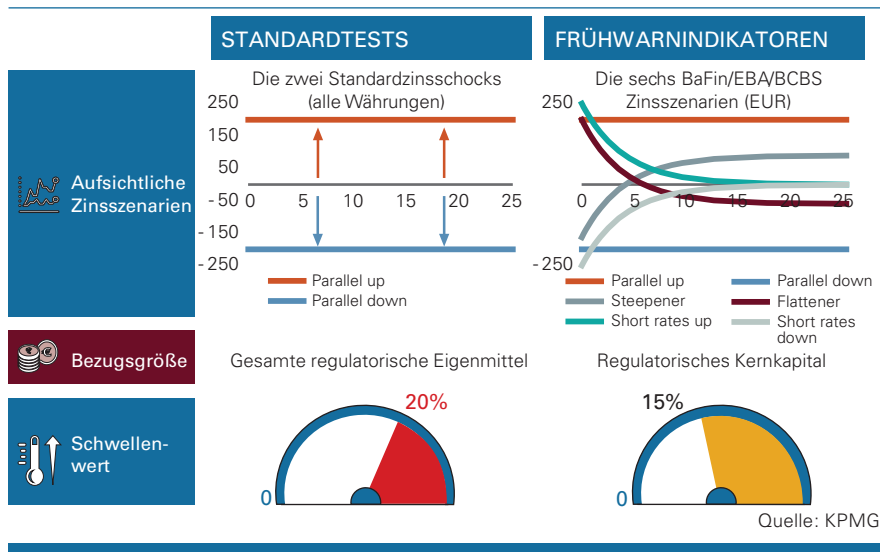 STANDARDTESTS
FRÜHWARNINDIKATOREN
Aufsichtliche
Zinsszenarien
Die zwei Standardzinsschocks
(alle Währungen)
250
150
50
- 50
- 150
- 250
0 5 10 15 20 25
Parallel up
Parallel down
Die sechs BaFin/EBA/BCBS
Zinsszenarien (EUR)
250
- 250
0 5 10 15 20 25
Parallel up
Parallel down
Steepener
Flattener
Short rates up
Short rates
down
Bezugsgröße
Gesamte regulatorische Eigenmittel
Regulatorisches Kernkapital
Schwellen-
wert
20%
0
15%
0
Quelle: KPMG